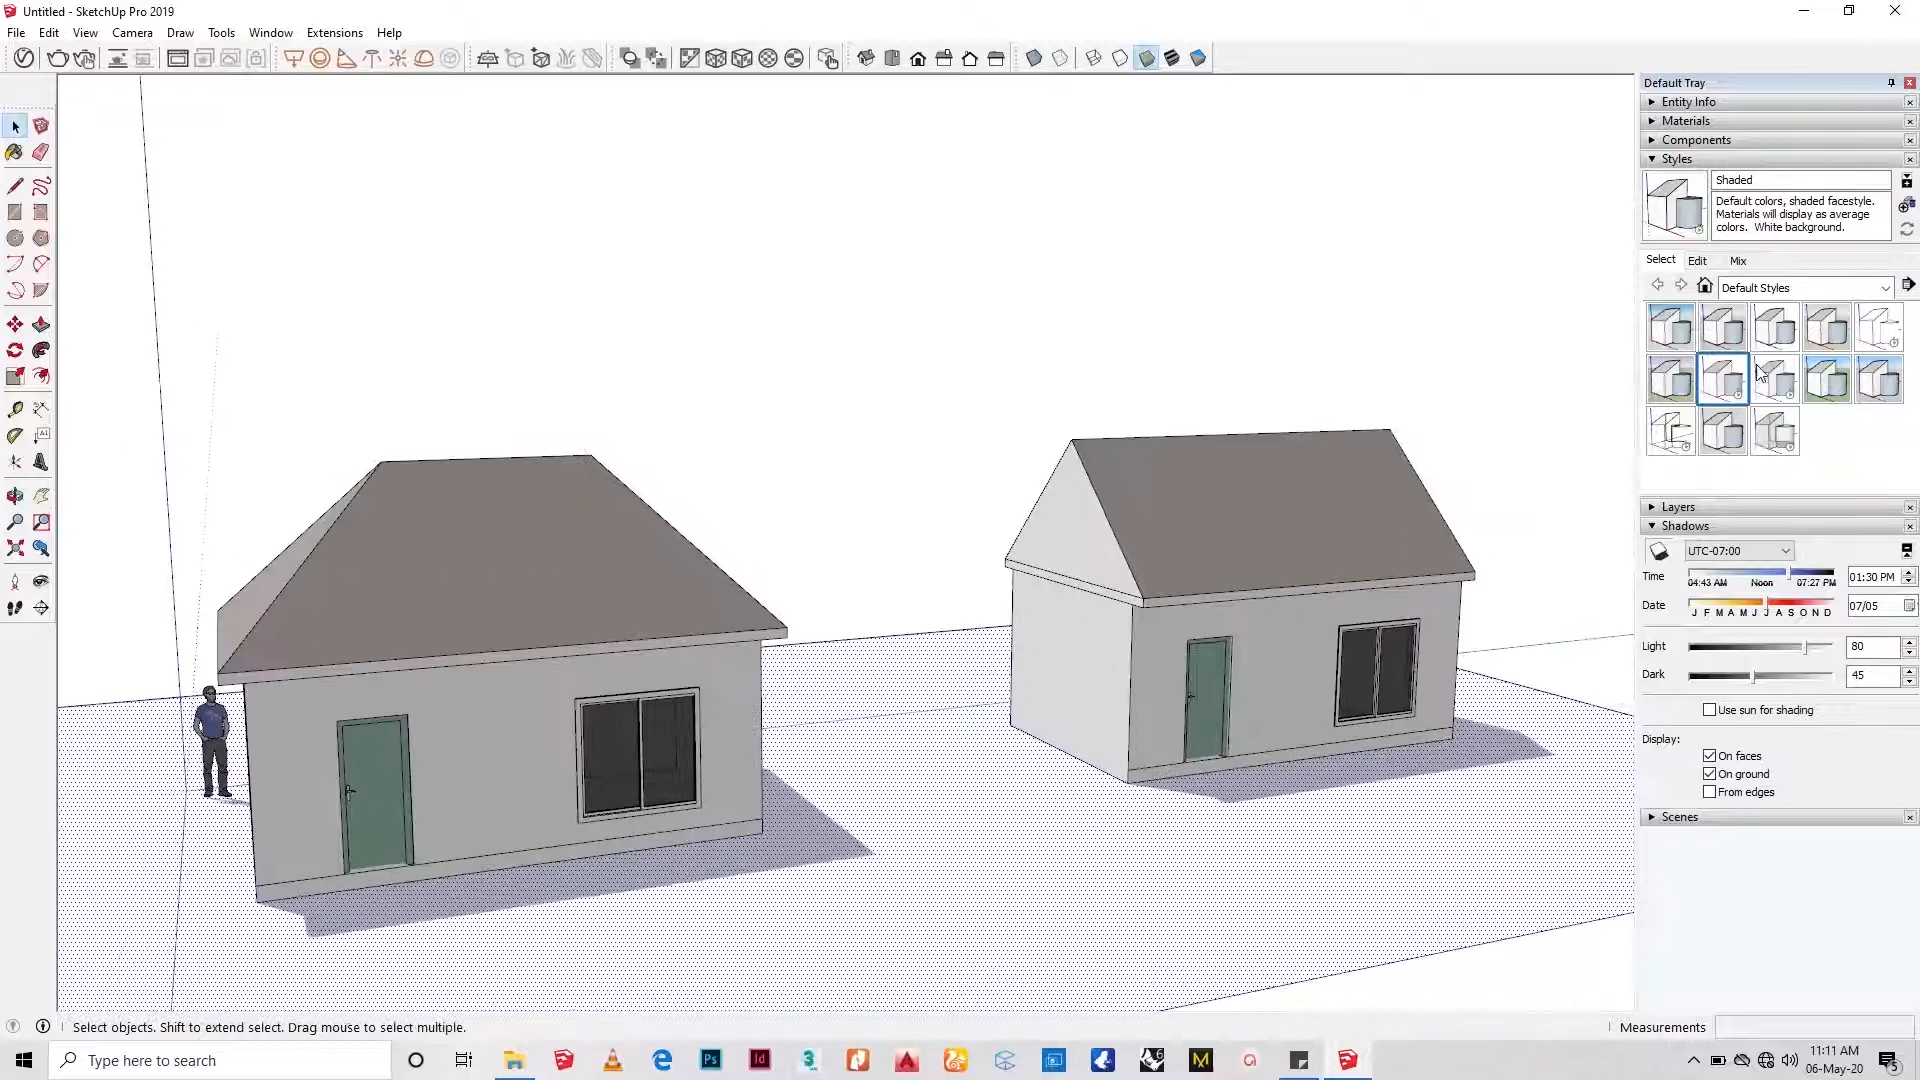 Untitled - SketchUp Pro 2019
File Edit View Camera Draw Tools Window Extensions Help
Default Tray
Entity Info
Materials
Components
Styles
Shaded
Default colors, shaded facestyle.
Materials will display as average
colors. White background.
Select Edit Mix
Default Styles
Layers
Shadows
UTC-07:00
Time 04:43 AM Noon 07:27 PM 01:30 PM
Date J F M A M J J A S O N D 07/05
Light 80
Dark 45
Use sun for shading
Display:
On faces
On ground
From edges
Scenes
Select objects. Shift to extend select. Drag mouse to select multiple.
Measurements
Type here to search
11:11 AM
06-May-20